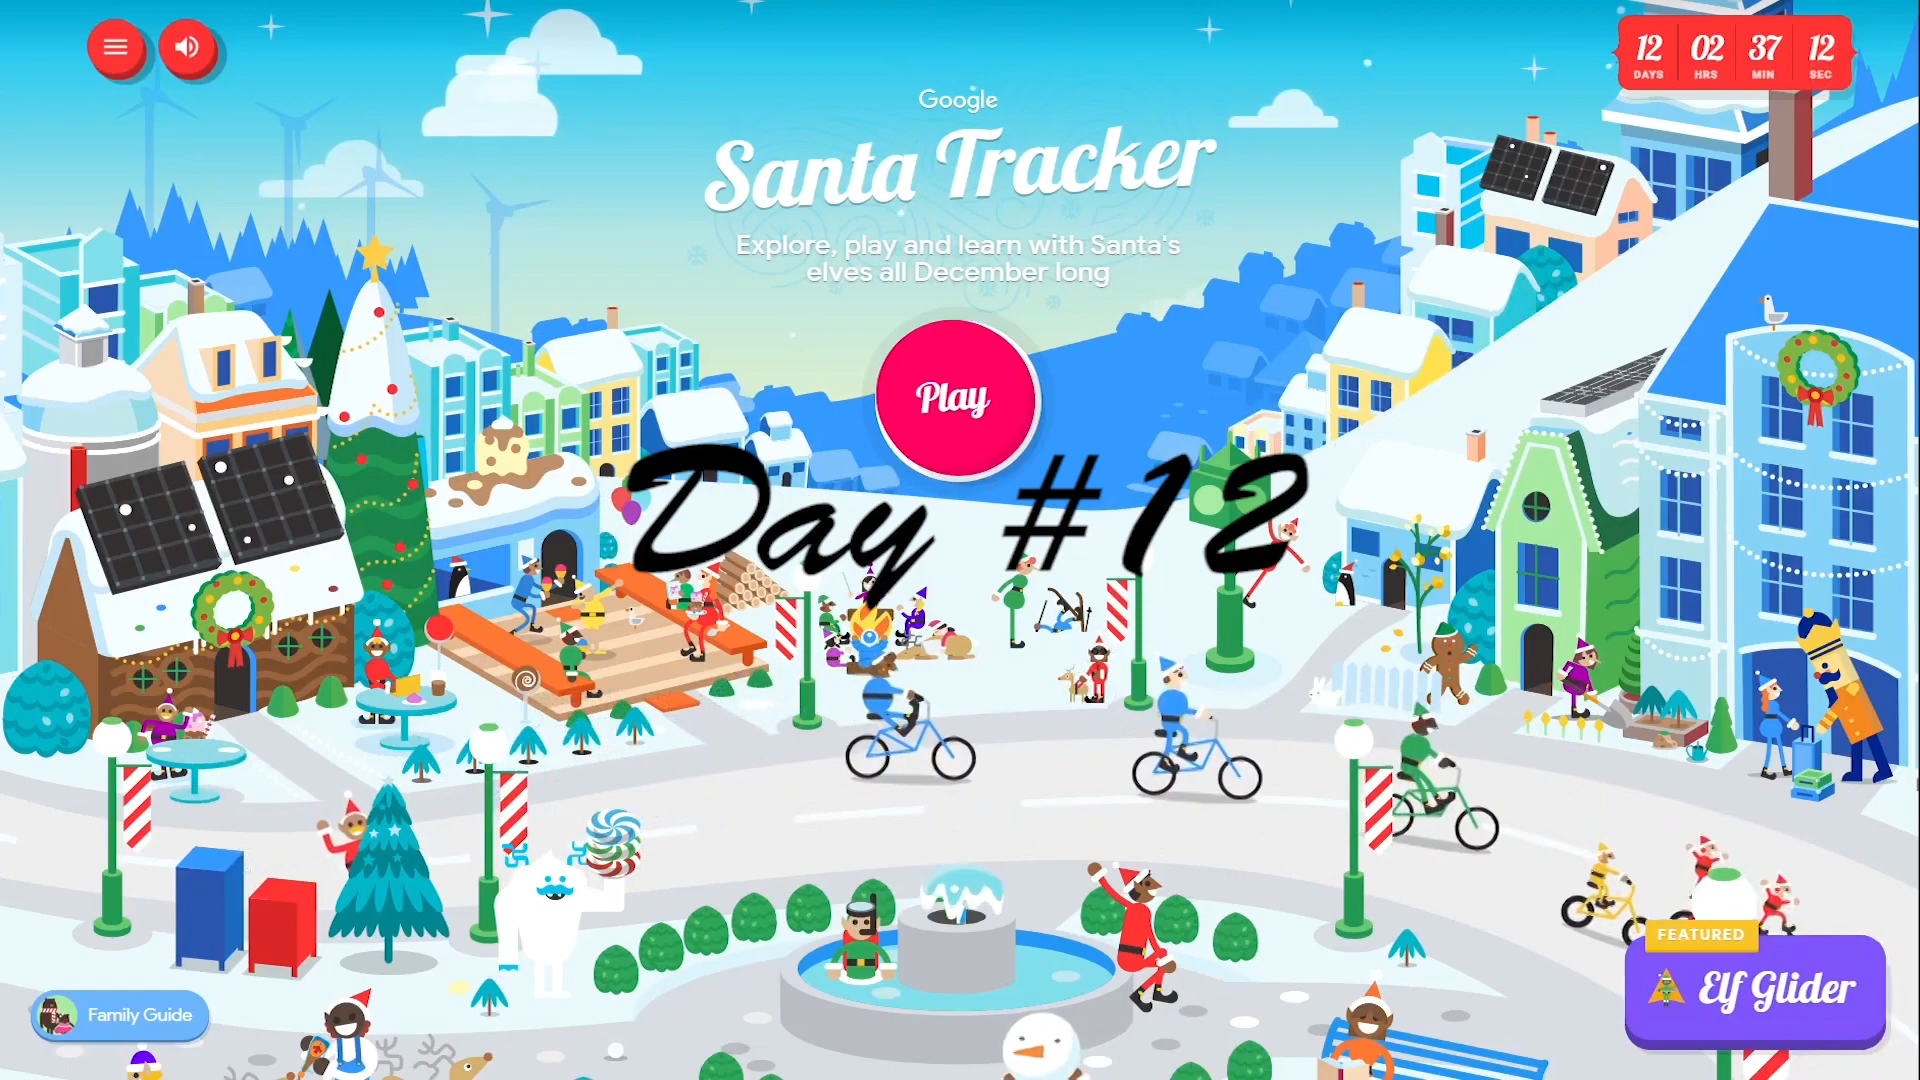 12 02 37 12
DAYS HRS MIN SEC
Google
Santa Tracker
Explore, play and learn with Santa's
elves all December long
Play
Day #12
FEATURED
Elf Glider
Family Guide